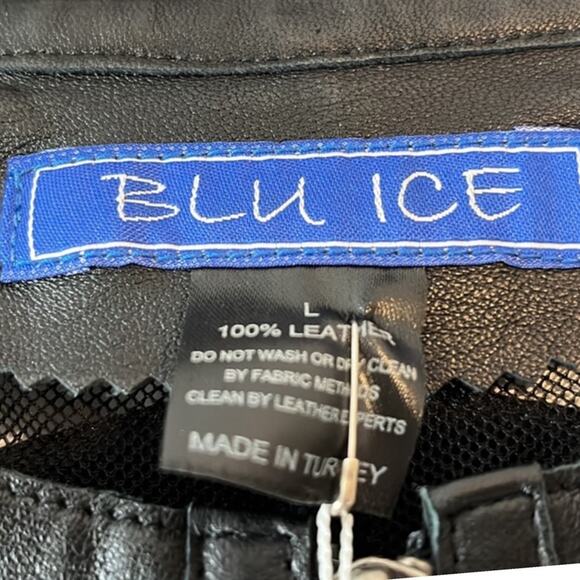 BLU ICE
L
100% LEATHER
DO NOT WASH OR DRY CLEAN
BY FABRIC METHODS
CLEAN BY LEATHER EXPERTS
MADE IN TURKEY